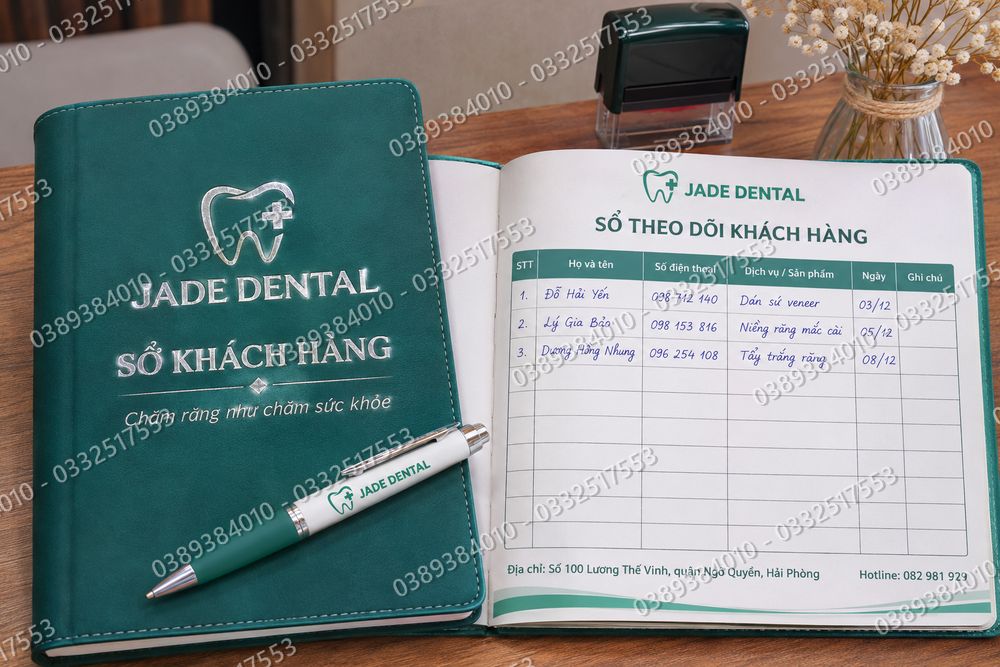 JADE DENTAL
SỔ KHÁCH HÀNG
Chăm răng như chăm sức khỏe
JADE DENTAL
JADE DENTAL
SỔ THEO DÕI KHÁCH HÀNG
STT Họ và tên Số điện thoại Dịch vụ / Sản phẩm Ngày Ghi chú
1. Đỗ Hải Yến 098 712 140 Dán sứ veneer 03/12
2. Lý Gia Bảo 098 153 816 Niềng răng mắc cài 05/12
3. Dương Hồng Nhung 096 254 108 Tẩy trắng răng 08/12
Địa chỉ: Số 100 Lương Thế Vinh, quận Ngô Quyền, Hải Phòng Hotline: 082 981 929
0389384010 - 0332517553